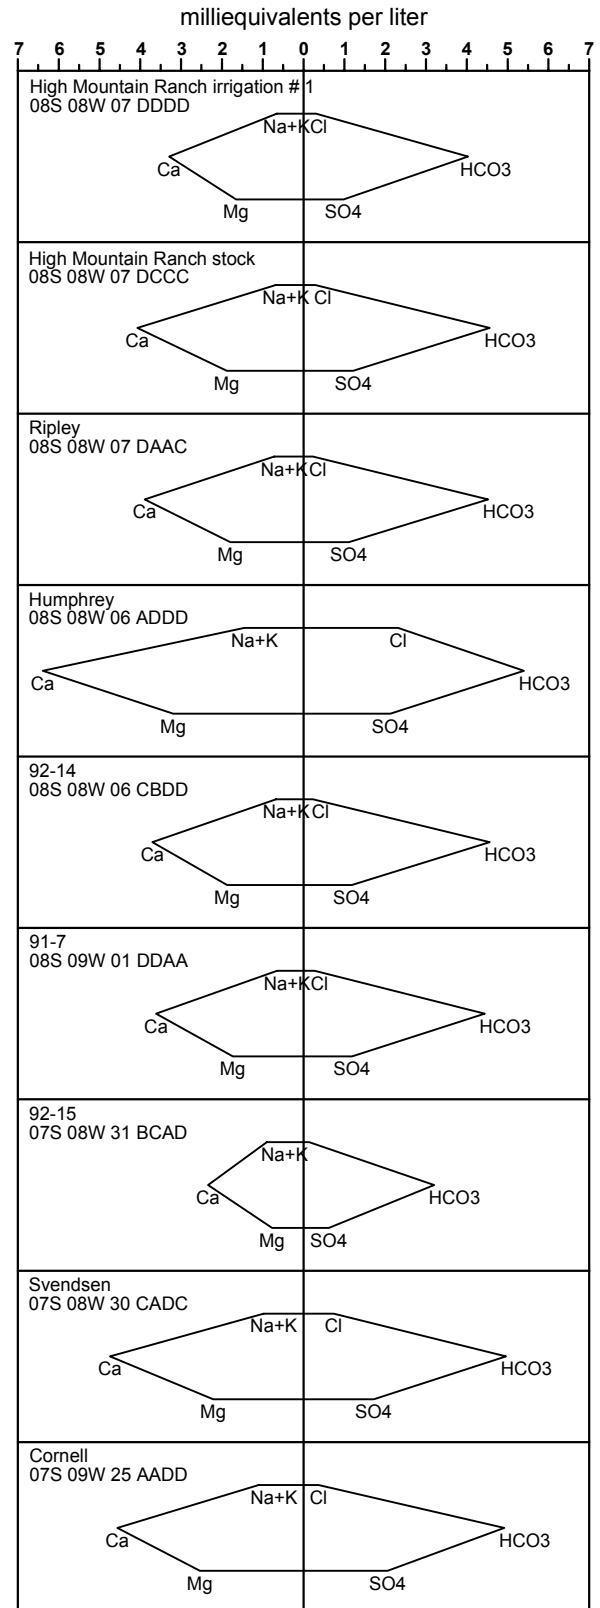 milliequivalents per liter
7 6 5 4 3 2 1 0 1 2 3 4 5 6 7
High Mountain Ranch irrigation # 1
08S 08W 07 DDDD
Na+K Cl
Ca HCO3
Mg SO4
High Mountain Ranch stock
08S 08W 07 DCCC
Na+K Cl
Ca HCO3
Mg SO4
Ripley
08S 08W 07 DAAC
Na+K Cl
Ca HCO3
Mg SO4
Humphrey
08S 08W 06 ADDD
Na+K Cl
Ca HCO3
Mg SO4
92-14
08S 08W 06 CBDD
Na+K Cl
Ca HCO3
Mg SO4
91-7
08S 09W 01 DDAA
Na+K Cl
Ca HCO3
Mg SO4
92-15
07S 08W 31 BCAD
Na+K
Ca HCO3
Mg SO4
Svendsen
07S 08W 30 CADC
Na+K Cl
Ca HCO3
Mg SO4
Cornell
07S 09W 25 AADD
Na+K Cl
Ca HCO3
Mg SO4